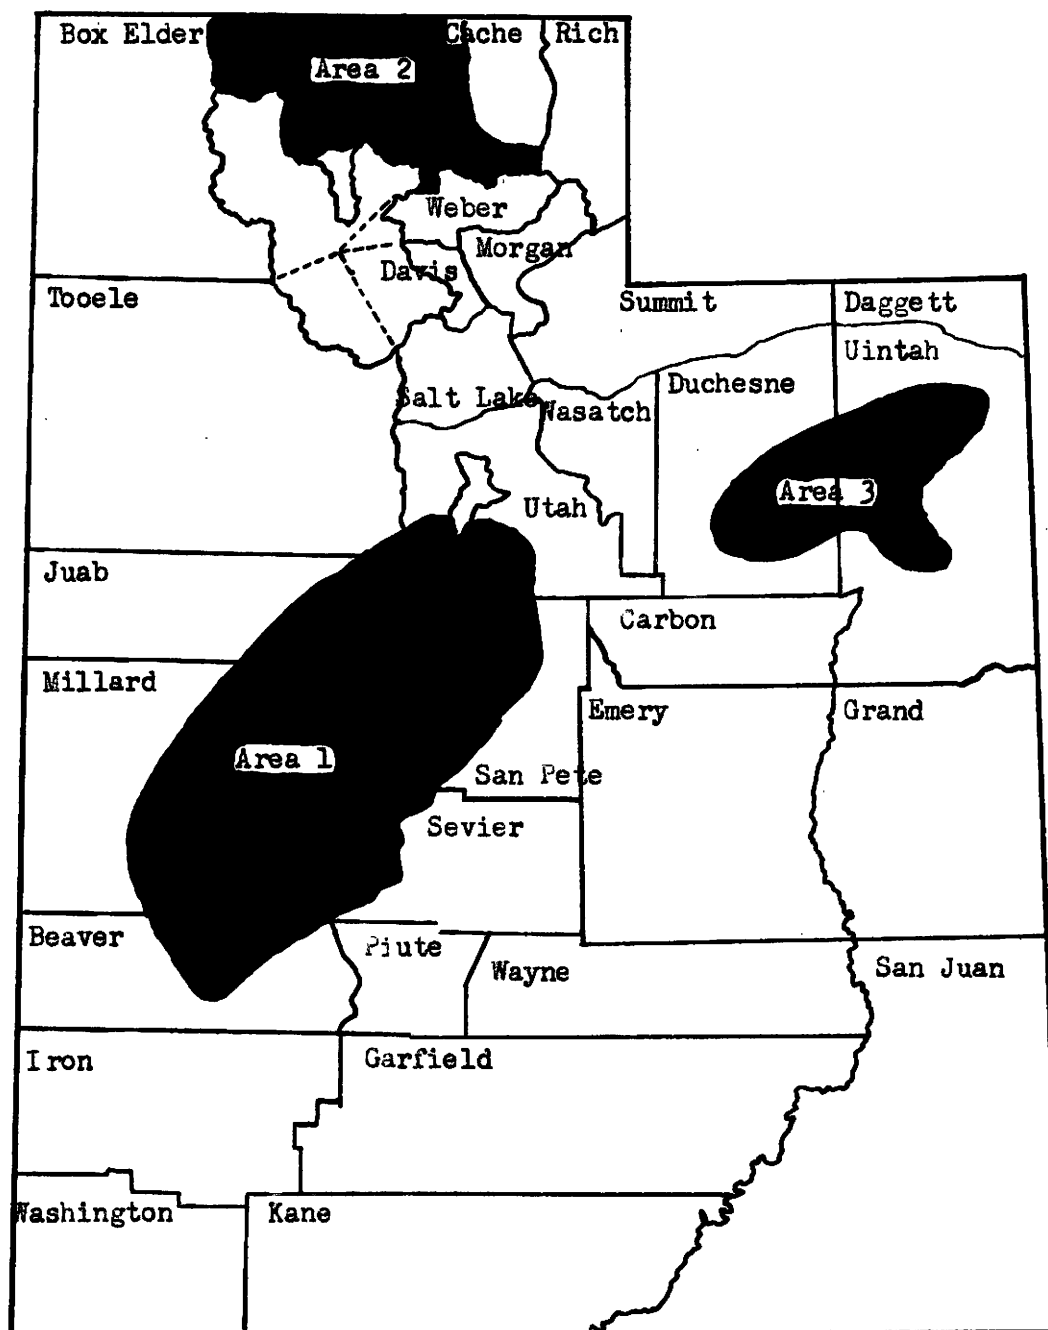 Box Elder
Cache
Rich
Area 2
Weber
Morgan
Davis
Tooele
Summit
Daggett
Uintah
Duchesne
Salt Lake
Wasatch
Area 3
Utah
Juab
Carbon
Millard
Emery
Grand
Area 1
San Pete
Sevier
Beaver
Piute
Wayne
San Juan
Iron
Garfield
Washington
Kane